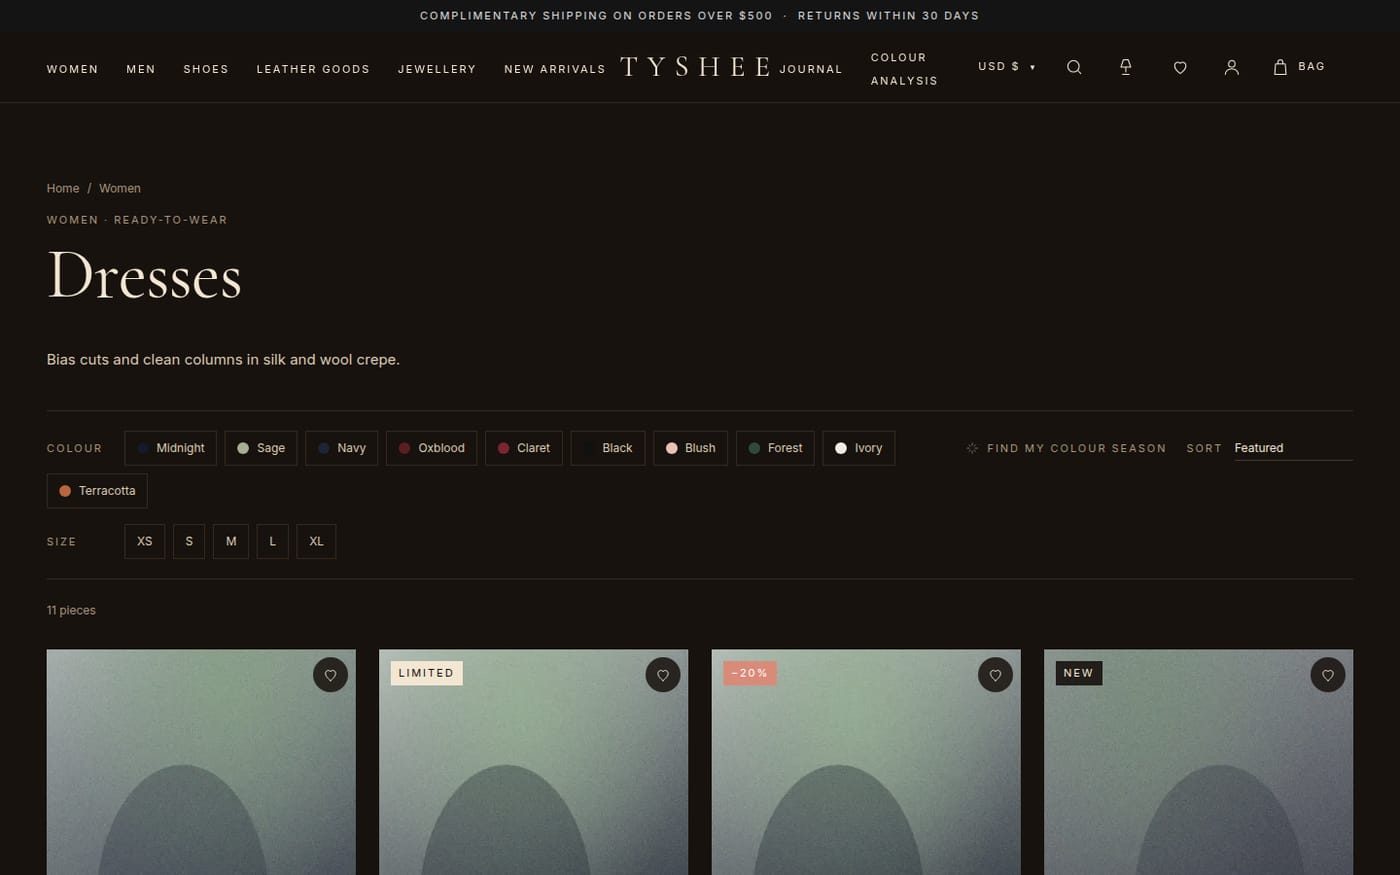 COMPLIMENTARY SHIPPING ON ORDERS OVER $500 · RETURNS WITHIN 30 DAYS
WOMEN MEN SHOES LEATHER GOODS JEWELLERY NEW ARRIVALS TYSHEE JOURNAL COLOUR ANALYSIS USD $ BAG
Home / Women
WOMEN · READY-TO-WEAR
Dresses
Bias cuts and clean columns in silk and wool crepe.
COLOUR Midnight Sage Navy Oxblood Claret Black Blush Forest Ivory FIND MY COLOUR SEASON SORT Featured
Terracotta
SIZE XS S M L XL
11 pieces
LIMITED −20% NEW